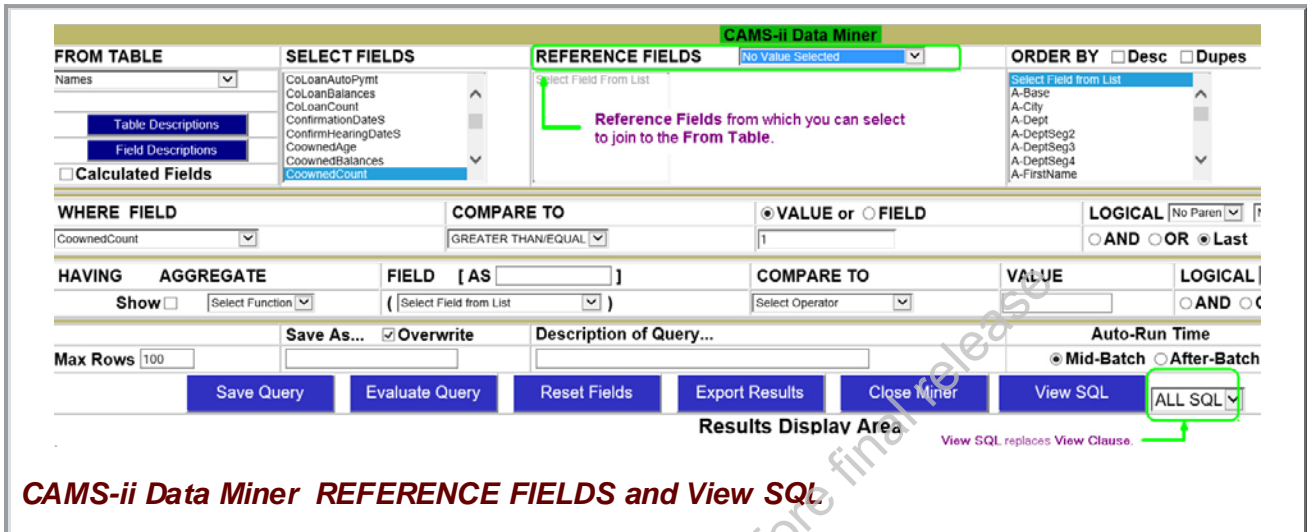 CAMS-ii Data Miner
FROM TABLE SELECT FIELDS REFERENCE FIELDS No Value Selected ORDER BY Desc Dupes
Names
Table Descriptions
Field Descriptions
Calculated Fields
CoLoanAutoPymt
CoLoanBalances
CoLoanCount
ConfirmationDateS
ConfirmHearingDateS
CoownedAge
CoownedBalances
CoownedCount
Select Field From List
Reference Fields from which you can select
to join to the From Table.
Select Field from List
A-Base
A-City
A-Dept
A-DeptSeg2
A-DeptSeg3
A-DeptSeg4
A-FirstName
WHERE FIELD COMPARE TO VALUE or FIELD LOGICAL No Paren
CoownedCount GREATER THAN/EQUAL 1 AND OR Last
HAVING AGGREGATE FIELD [ AS ] COMPARE TO VALUE LOGICAL
Show Select Function ( Select Field from List ) Select Operator AND
Save As... Overwrite Description of Query... Auto-Run Time
Max Rows 100 Mid-Batch After-Batch
Save Query Evaluate Query Reset Fields Export Results Close Miner View SQL ALL SQL
Results Display Area
View SQL replaces View Clause.
CAMS-ii Data Miner REFERENCE FIELDS and View SQL
before final release